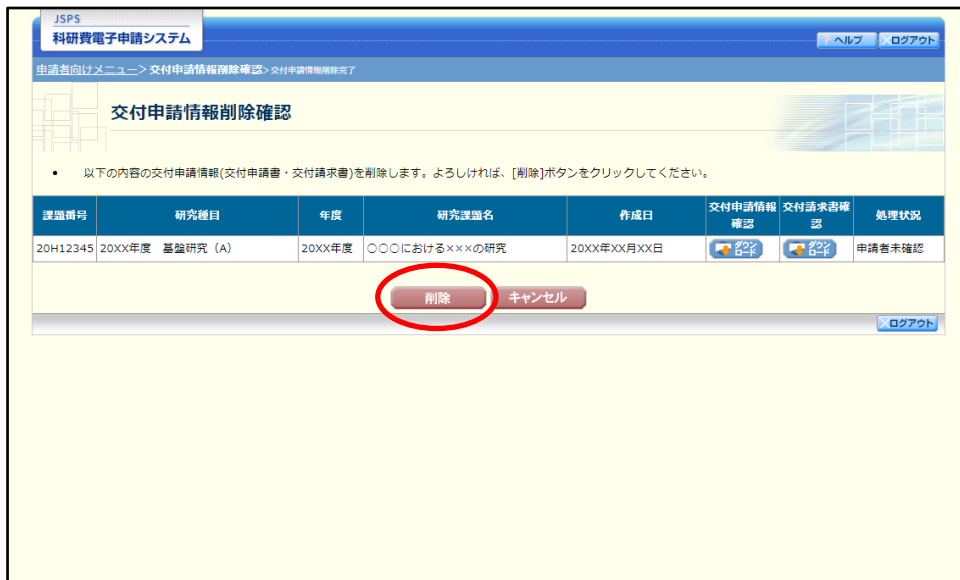 JSPS
科研費電子申請システム
ヘルプ ログアウト
申請者向けメニュー>交付申請情報削除確認>交付申請情報削除完了
交付申請情報削除確認
• 以下の内容の交付申請情報(交付申請書・交付請求書)を削除します。よろしければ、[削除]ボタンをクリックしてください。
課題番号 研究種目 年度 研究課題名 作成日 交付申請情報確認 交付請求書確認 処理状況
20H12345 20XX年度 基盤研究（A） 20XX年度 ○○○における×××の研究 20XX年XX月XX日 ダウンロード ダウンロード 申請者未確認
削除 キャンセル
ログアウト